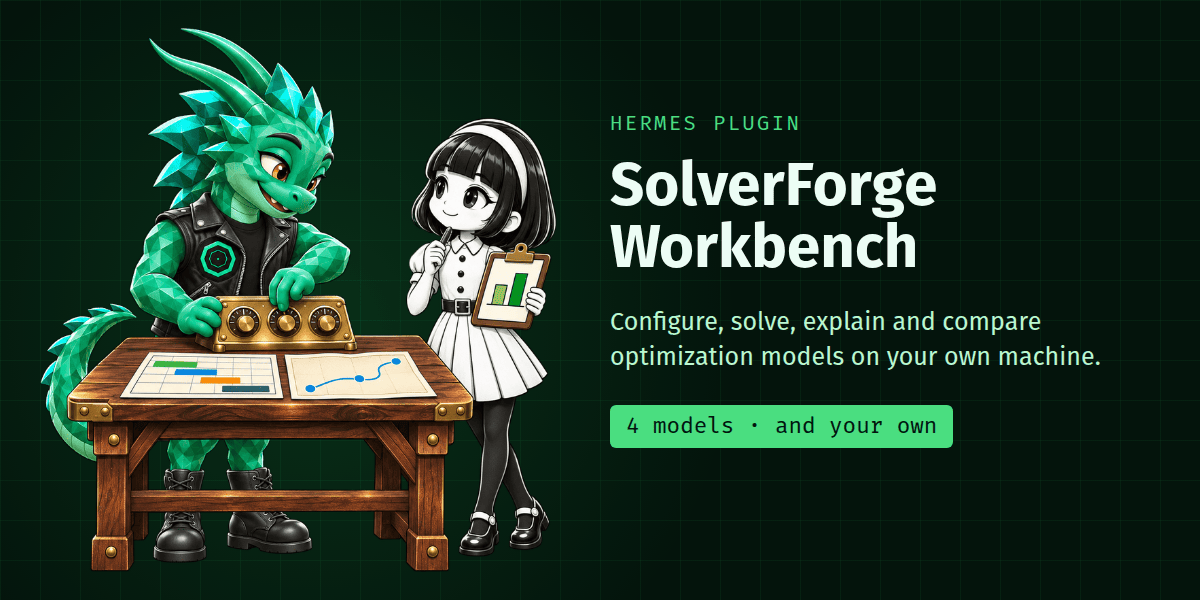 HERMES PLUGIN
SolverForge
Workbench
Configure, solve, explain and compare
optimization models on your own machine.
4 models · and your own